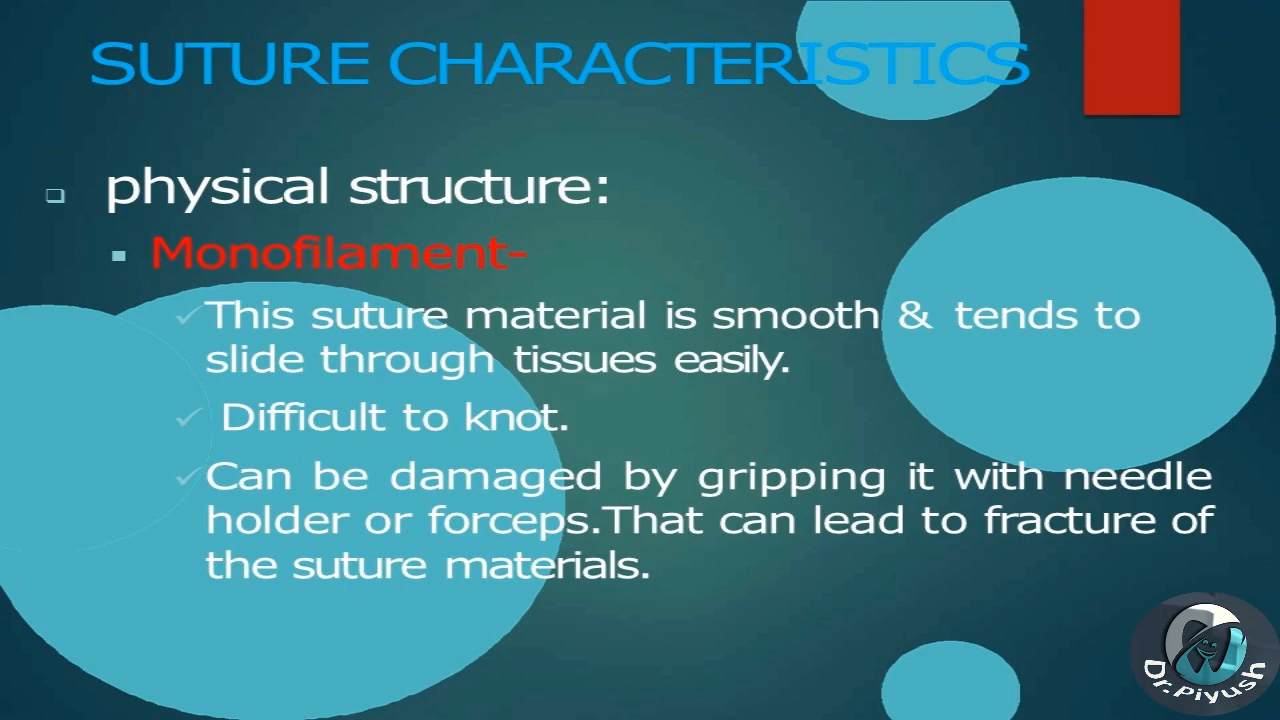 SUTURE CHARACTERISTICS
physical structure:
Monofilament-
This suture material is smooth & tends to
slide through tissues easily.
Difficult to knot.
Can be damaged by gripping it with needle
holder or forceps.That can lead to fracture of
the suture materials.
Dr.Piyush